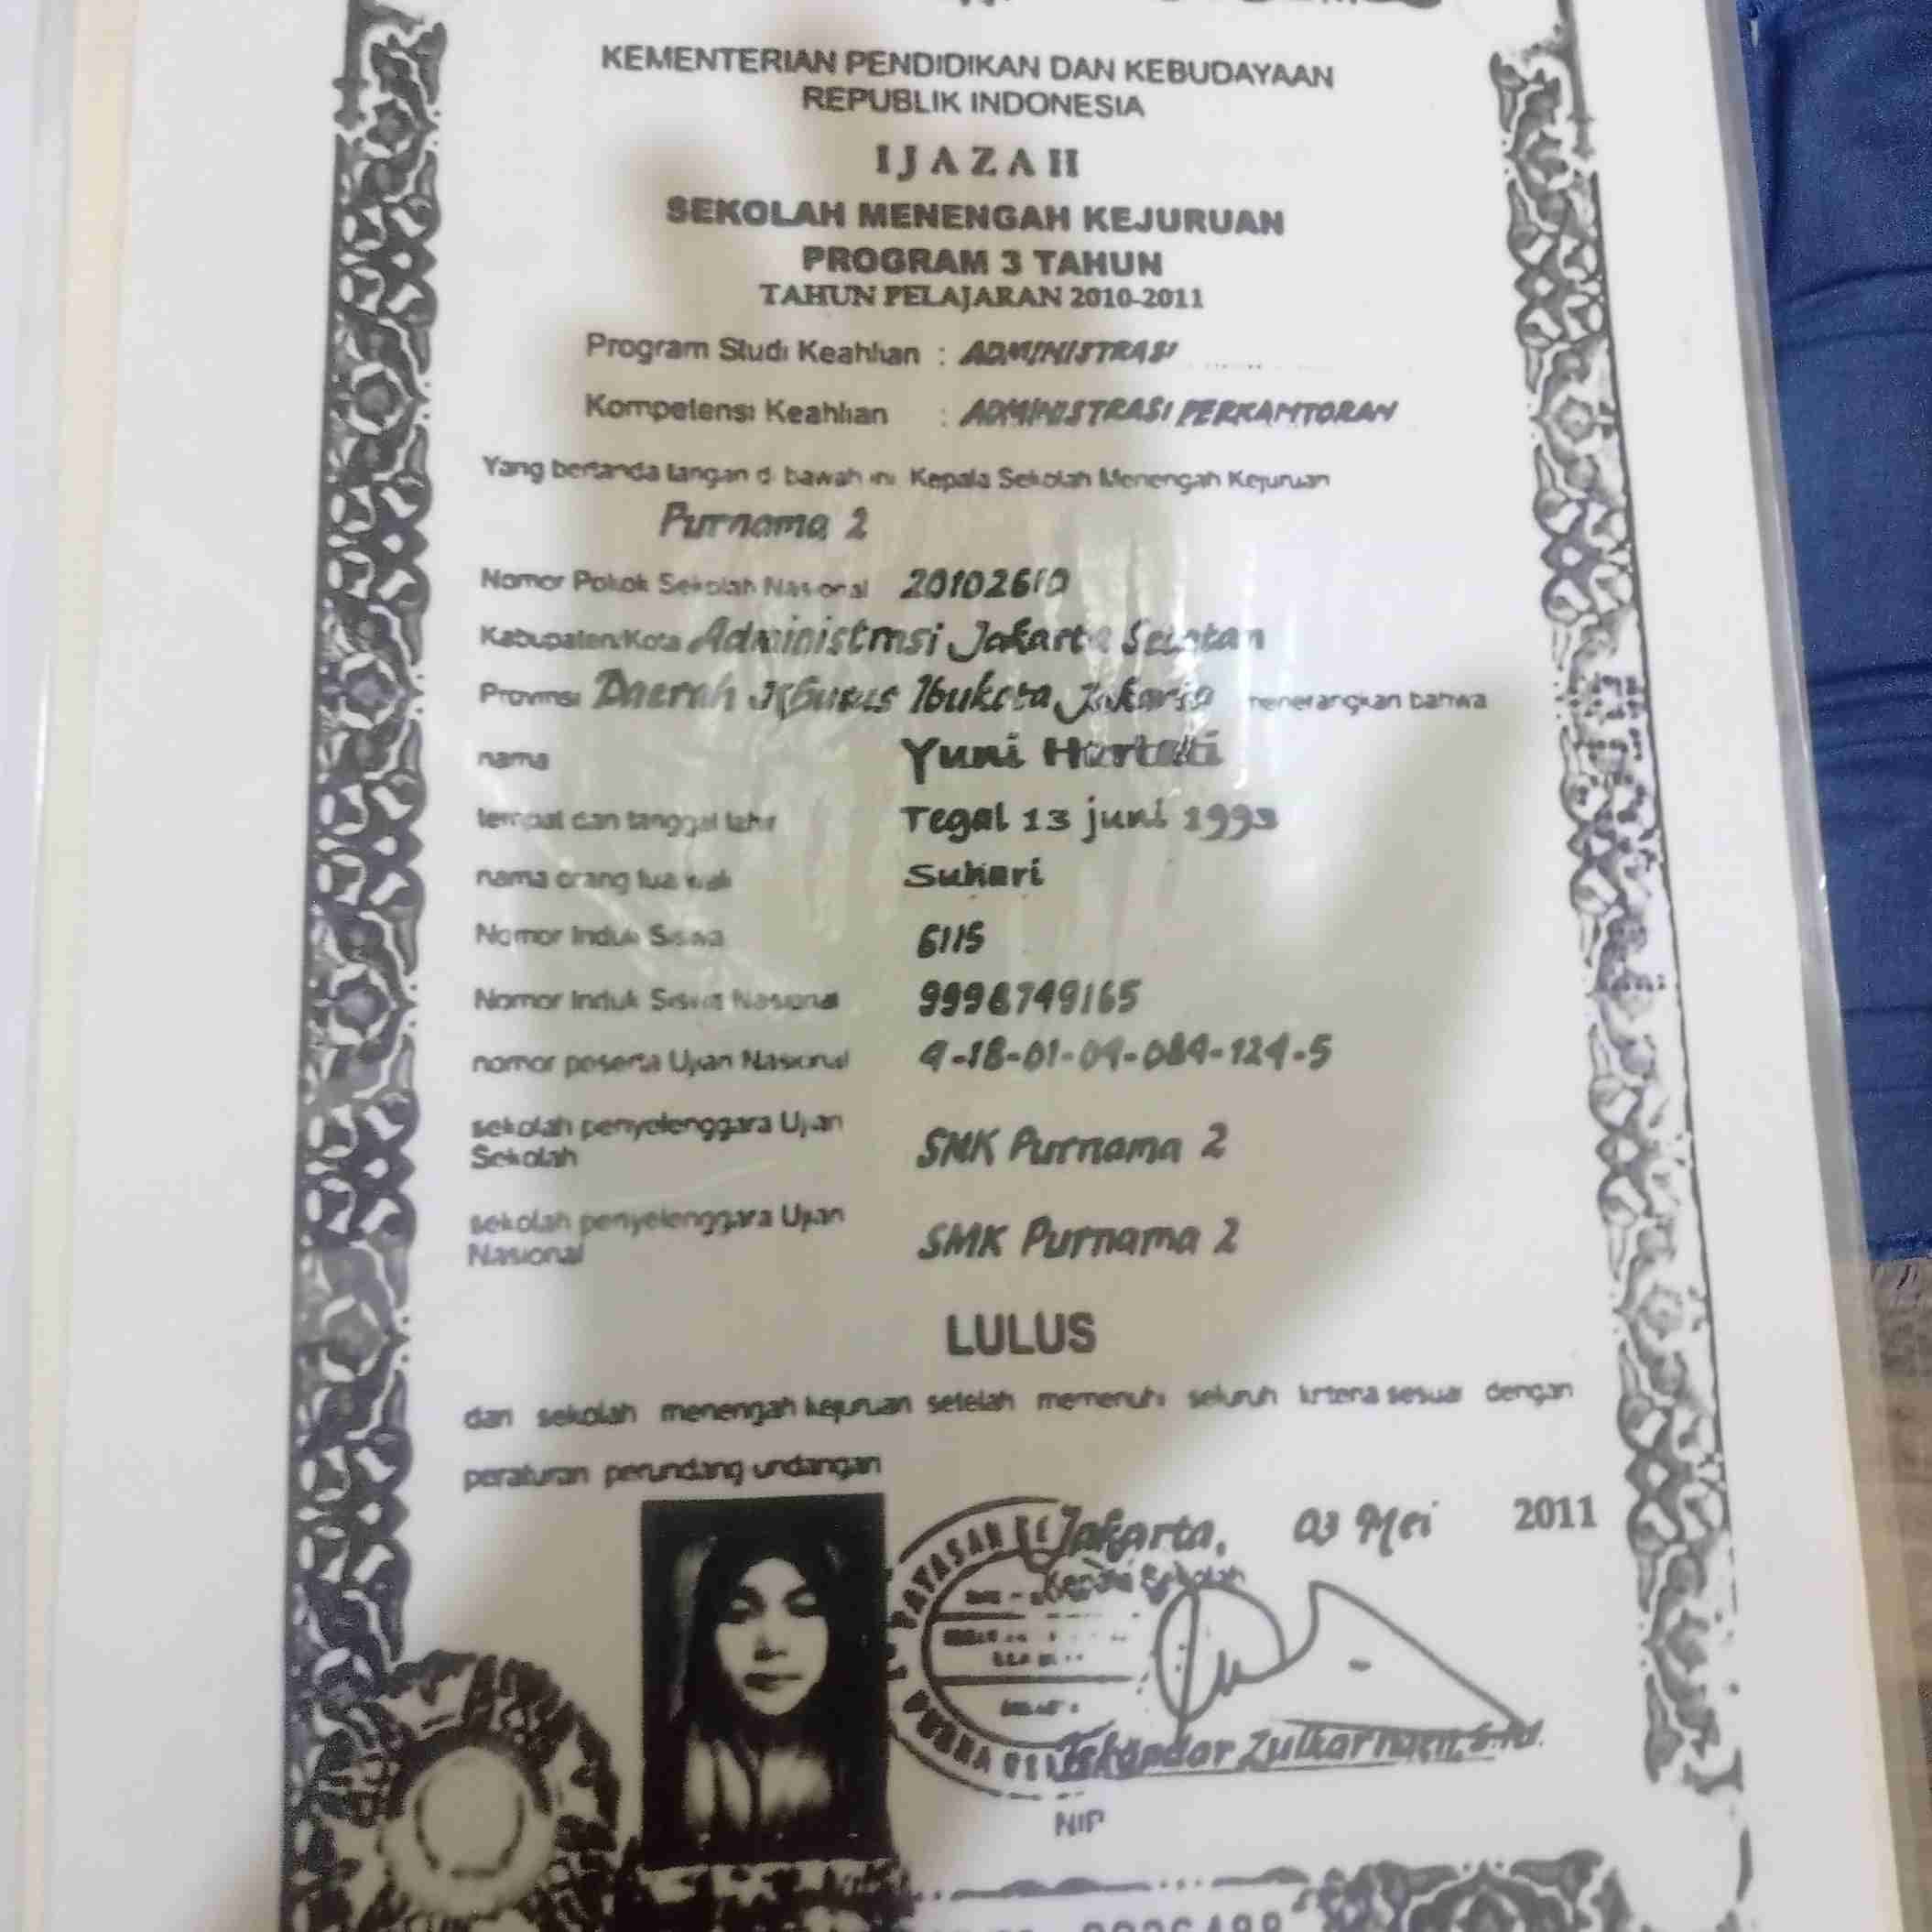 KEMENTERIAN PENDIDIKAN DAN KEBUDAYAAN
REPUBLIK INDONESIA
IJAZAH
SEKOLAH MENENGAH KEJURUAN
PROGRAM 3 TAHUN
TAHUN PELAJARAN 2010-2011
Program Studi Keahlian : ADMINISTRASI
Kompetensi Keahlian : ADMINISTRASI PERKANTORAN
Yang bertanda tangan di bawah ini Kepala Sekolah Menengah Kejuruan
Purnama 2
Nomor Pokok Sekolah Nasional 20102610
Kabupaten/Kota Administrasi Jakarta Selatan
Provinsi Daerah Khusus Ibukota Jakarta menerangkan bahwa
nama Yuni Hartati
tempat dan tanggal lahir Tegal 13 juni 1993
nama orang tua wali Suhari
Nomor Induk Siswa 6115
Nomor Induk Siswa Nasional 9998749165
nomor peserta Ujian Nasional 4-18-01-04-084-124-5
sekolah penyelenggara Ujian
Sekolah SMK Purnama 2
sekolah penyelenggara Ujian
Nasional SMK Purnama 2
LULUS
dari sekolah menengah kejuruan setelah memenuhi seluruh kriteria sesuai dengan
peraturan perundang undangan
Jakarta, 03 Mei 2011
Kepala Sekolah
YAYASAN
Iskandar Zulkarnaen, S.Pd.
NIP